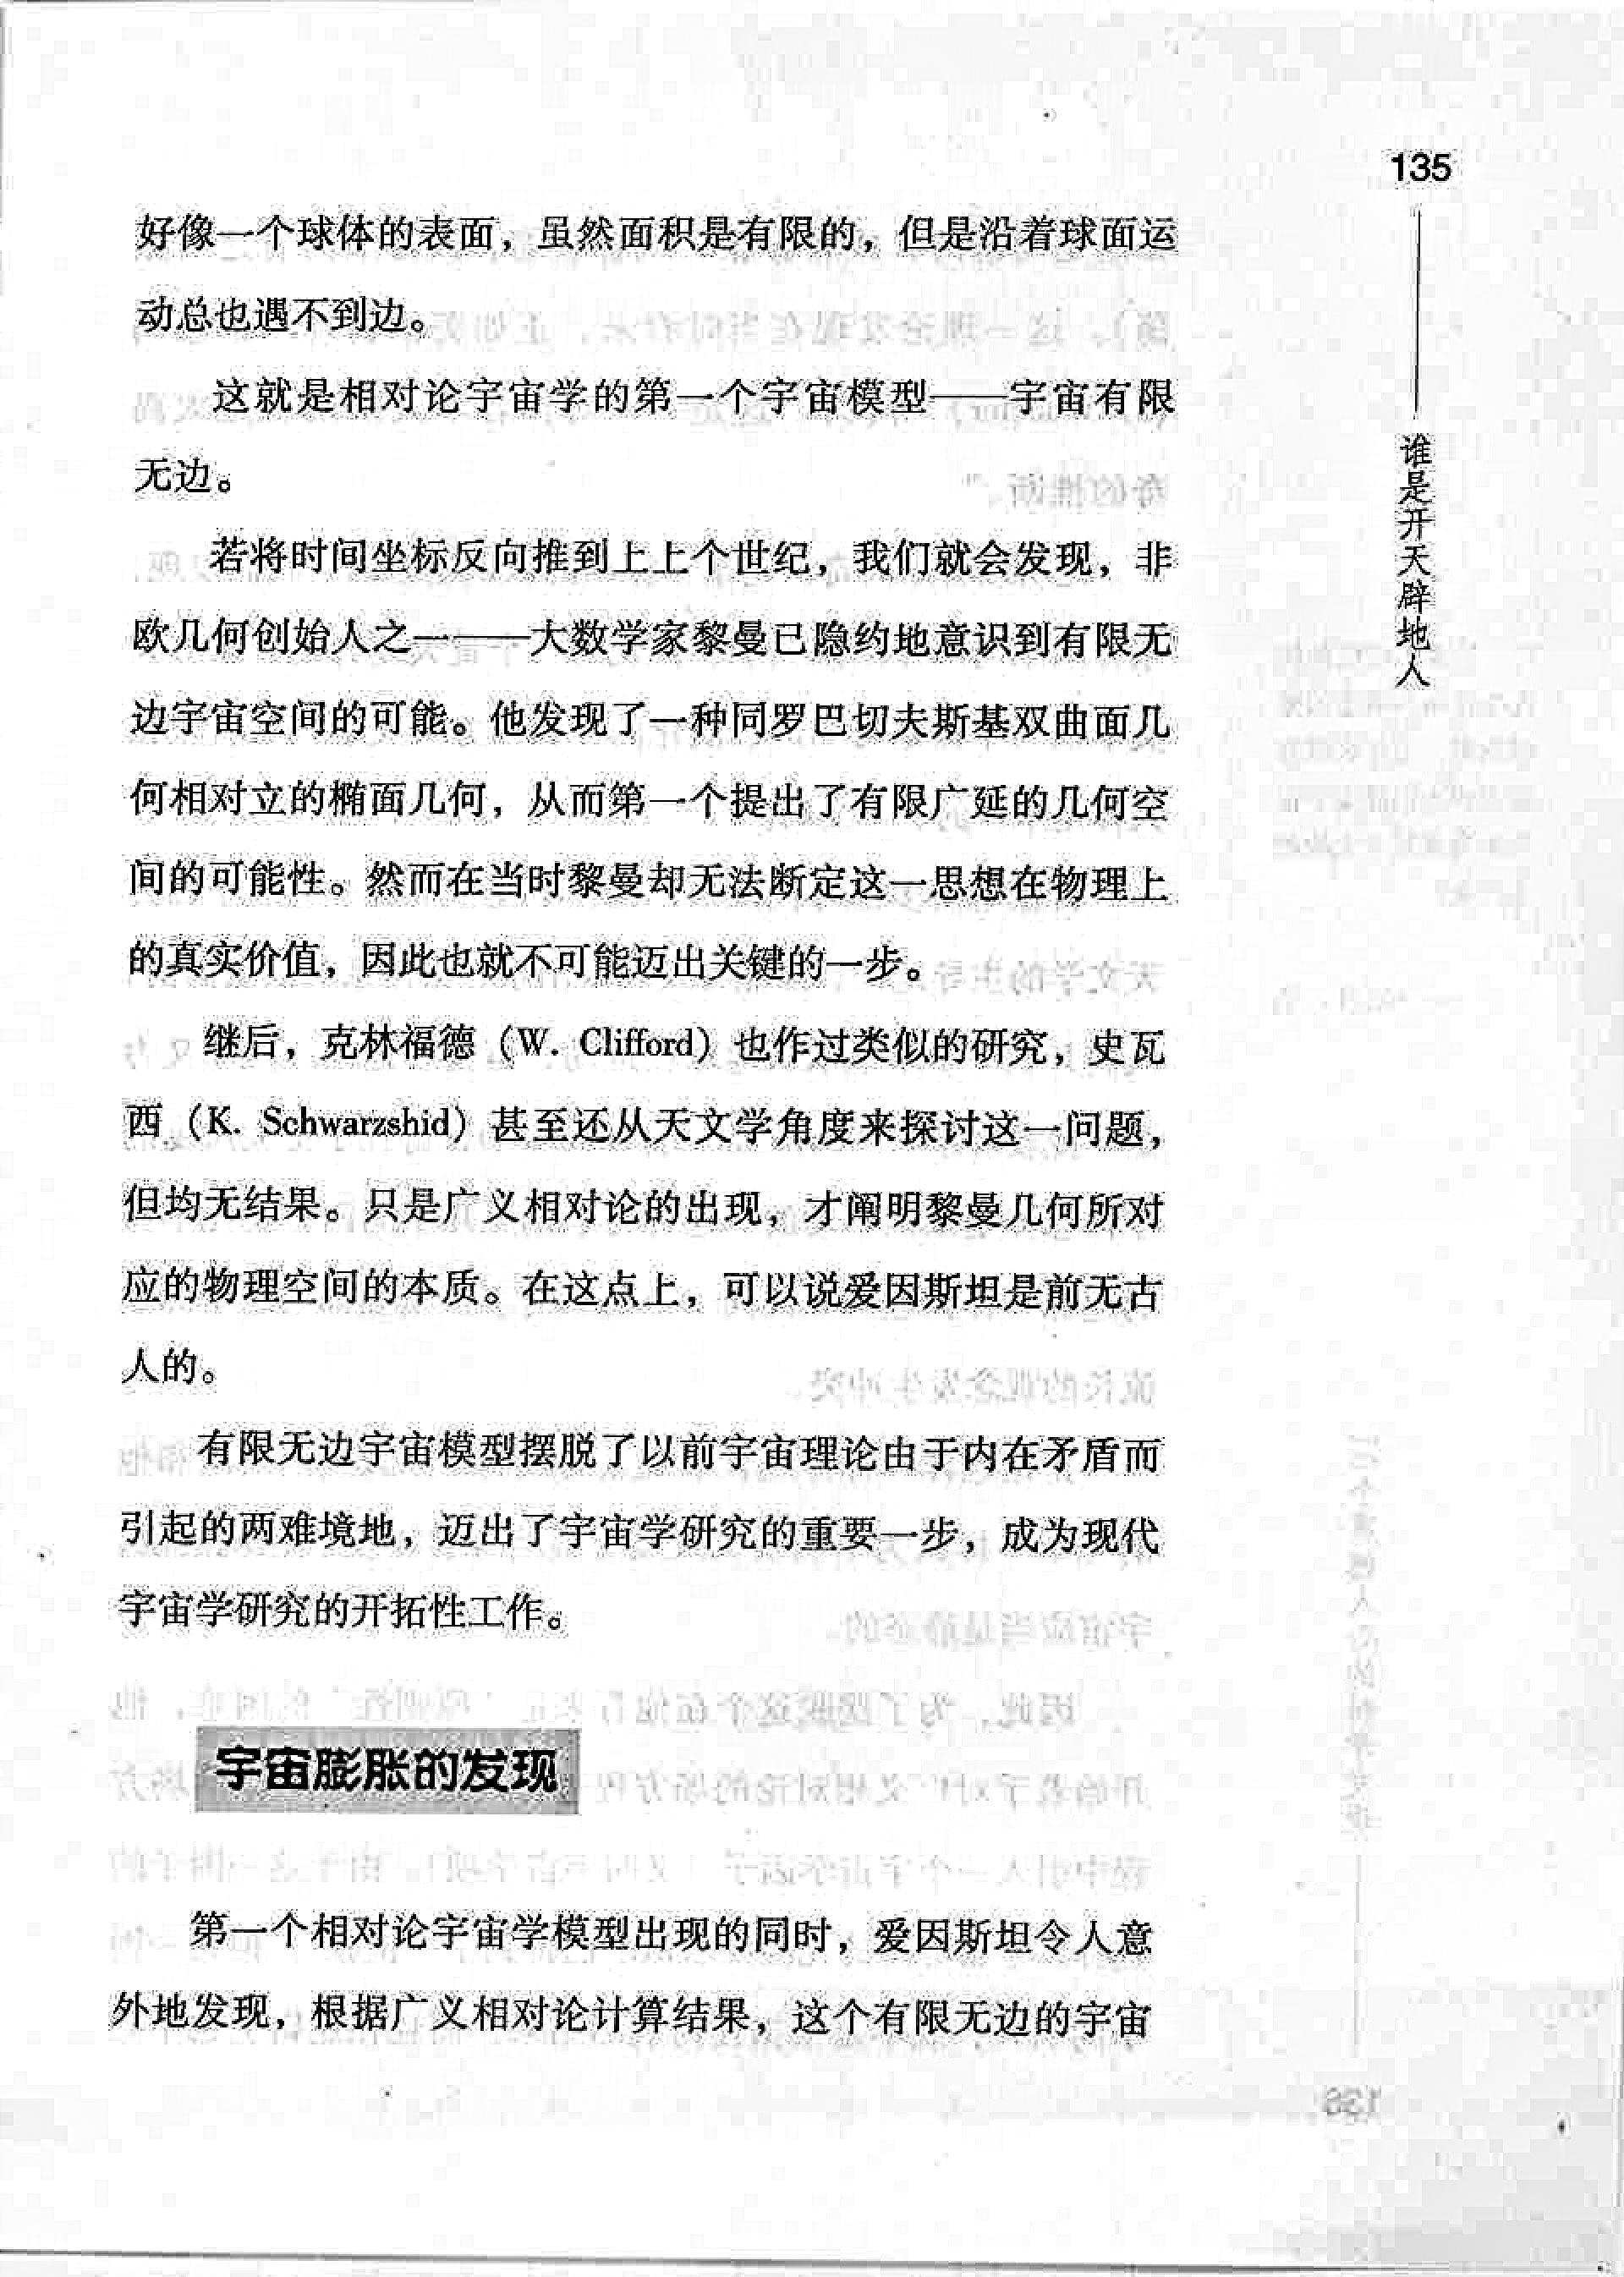 135
谁是开天辟地人
好像一个球体的表面，虽然面积是有限的，但是沿着球面运
动总也遇不到边。
这就是相对论宇宙学的第一个宇宙模型——宇宙有限
无边。
若将时间坐标反向推到上上个世纪，我们就会发现，非
欧几何创始人之一——大数学家黎曼已隐约地意识到有限无
边宇宙空间的可能。他发现了一种同罗巴切夫斯基双曲面几
何相对立的椭面几何，从而第一个提出了有限广延的几何空
间的可能性。然而在当时黎曼却无法断定这一思想在物理上
的真实价值，因此也就不可能迈出关键的一步。
继后，克林福德（W. Clifford）也作过类似的研究，史瓦
西（K. Schwarzshid）甚至还从天文学角度来探讨这一问题，
但均无结果。只是广义相对论的出现，才阐明黎曼几何所对
应的物理空间的本质。在这点上，可以说爱因斯坦是前无古
人的。
有限无边宇宙模型摆脱了以前宇宙理论由于内在矛盾而
引起的两难境地，迈出了宇宙学研究的重要一步，成为现代
宇宙学研究的开拓性工作。
宇宙膨胀的发现
第一个相对论宇宙学模型出现的同时，爱因斯坦令人意
外地发现，根据广义相对论计算结果，这个有限无边的宇宙